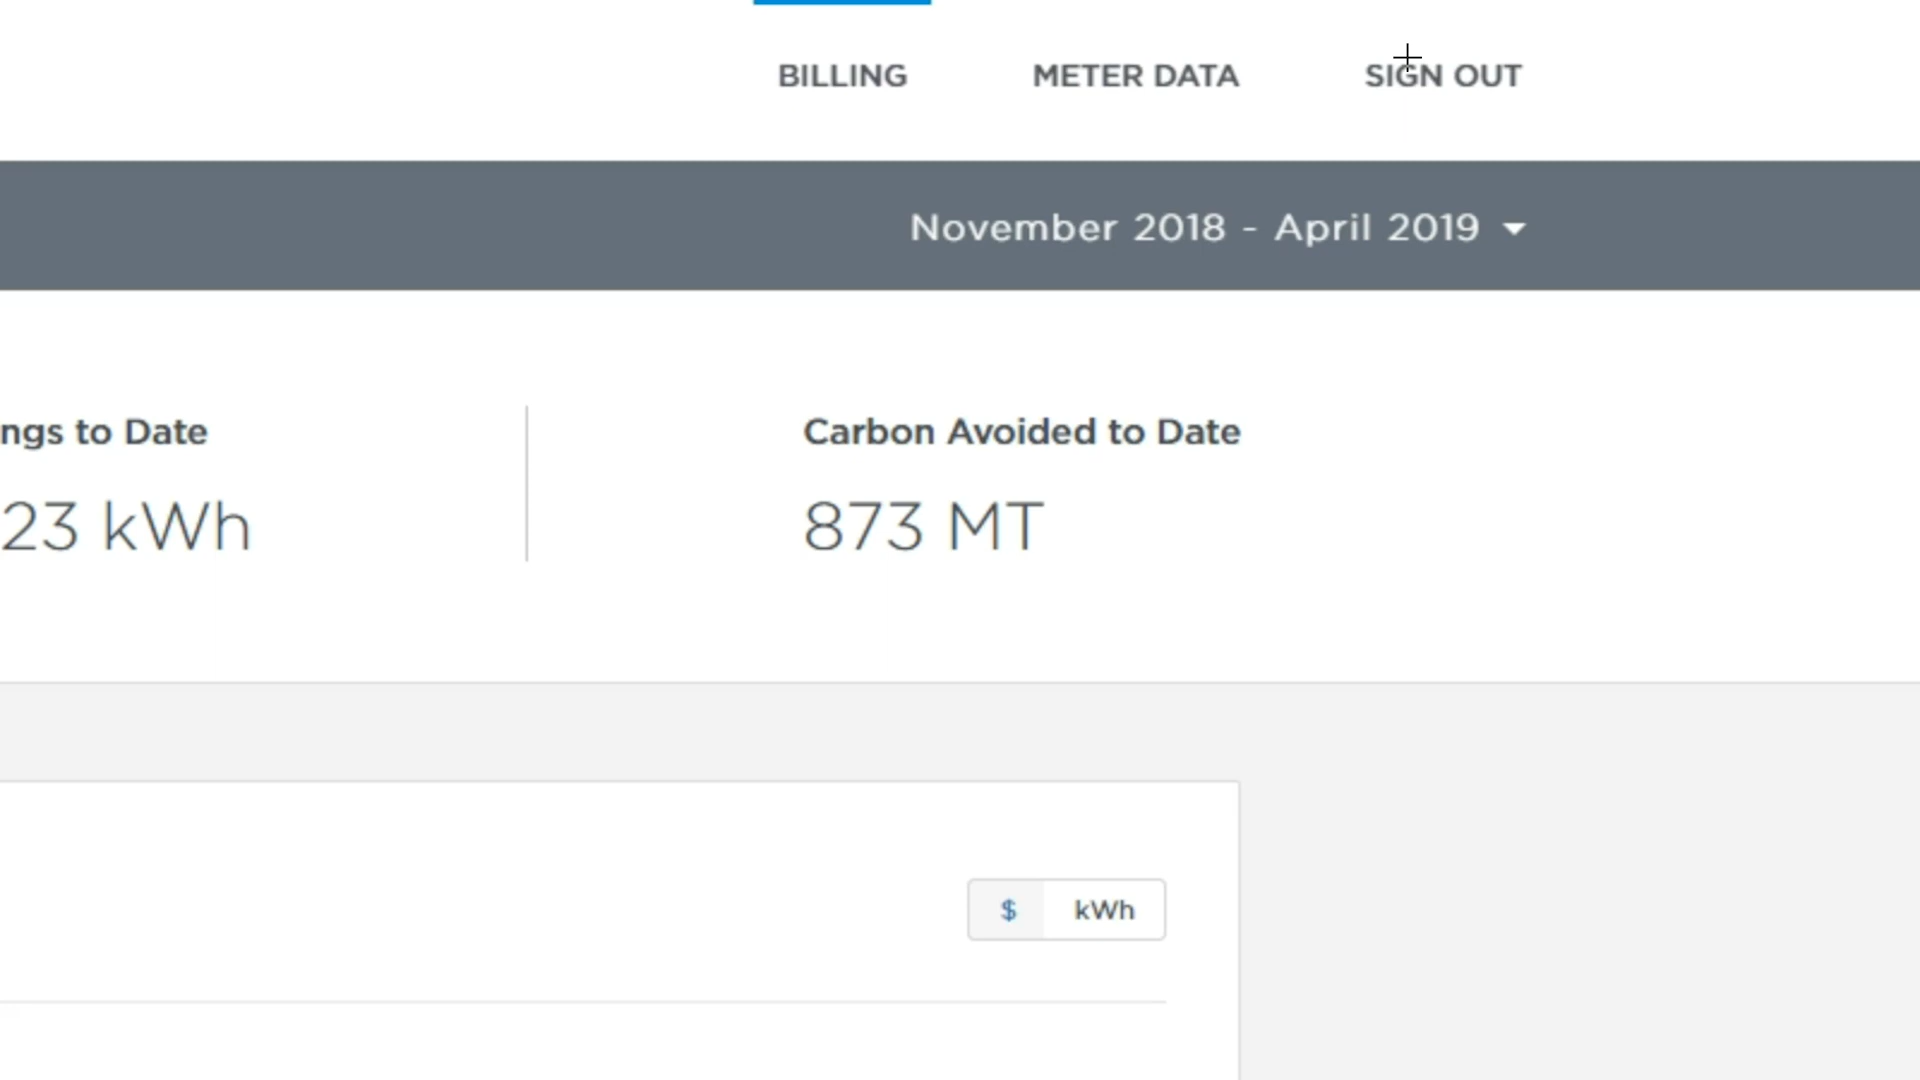 BILLING METER DATA SIGN OUT
November 2018 - April 2019
ngs to Date Carbon Avoided to Date
23 kWh 873 MT
$ kWh